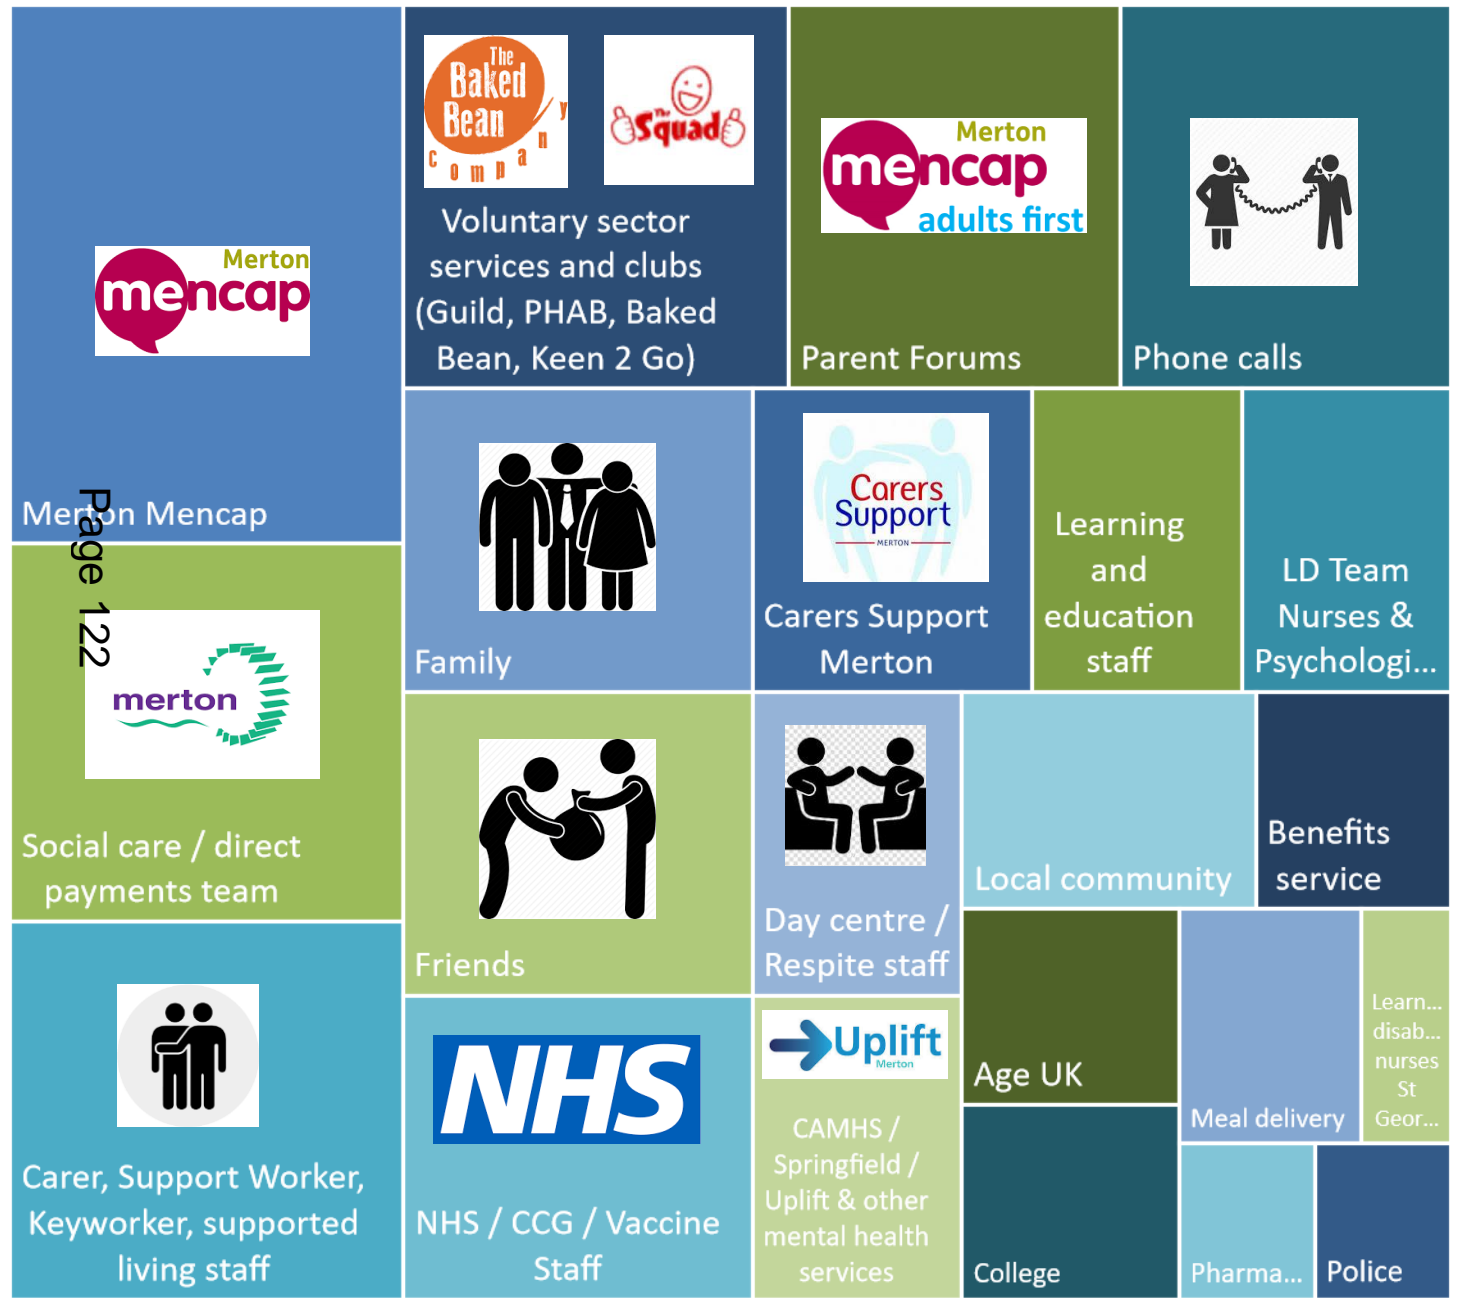 Merton
mencap
Merton Mencap
The
Baked
Bean
Company
The
Squad
Voluntary sector
services and clubs
(Guild, PHAB, Baked
Bean, Keen 2 Go)
Merton
mencap
adults first
Parent Forums
Phone calls
Page 122
merton
Social care / direct
payments team
Family
Carers
Support
MERTON
Carers Support
Merton
Learning
and
education
staff
LD Team
Nurses &
Psychologi...
Carer, Support Worker,
Keyworker, supported
living staff
Friends
Day centre /
Respite staff
Local community
Benefits
service
NHS
NHS / CCG / Vaccine
Staff
Uplift
Merton
CAMHS /
Springfield /
Uplift & other
mental health
services
Age UK
Meal delivery
Learn...
disab...
nurses
St
Geor...
College
Pharma...
Police